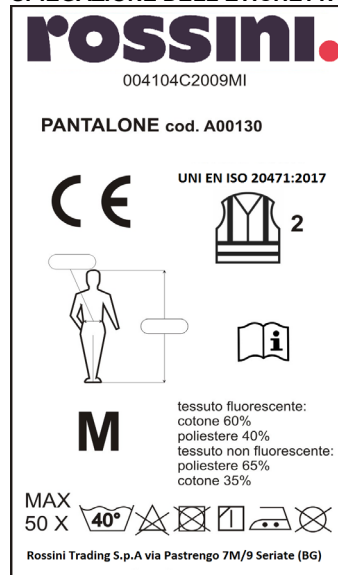 rossini.
004104C2009MI
PANTALONE cod. A00130
UNI EN ISO 20471:2017
CE
2
i
M
tessuto fluorescente:
cotone 60%
poliestere 40%
tessuto non fluorescente:
poliestere 65%
cotone 35%
MAX
50 X
40°
Rossini Trading S.p.A via Pastrengo 7M/9 Seriate (BG)